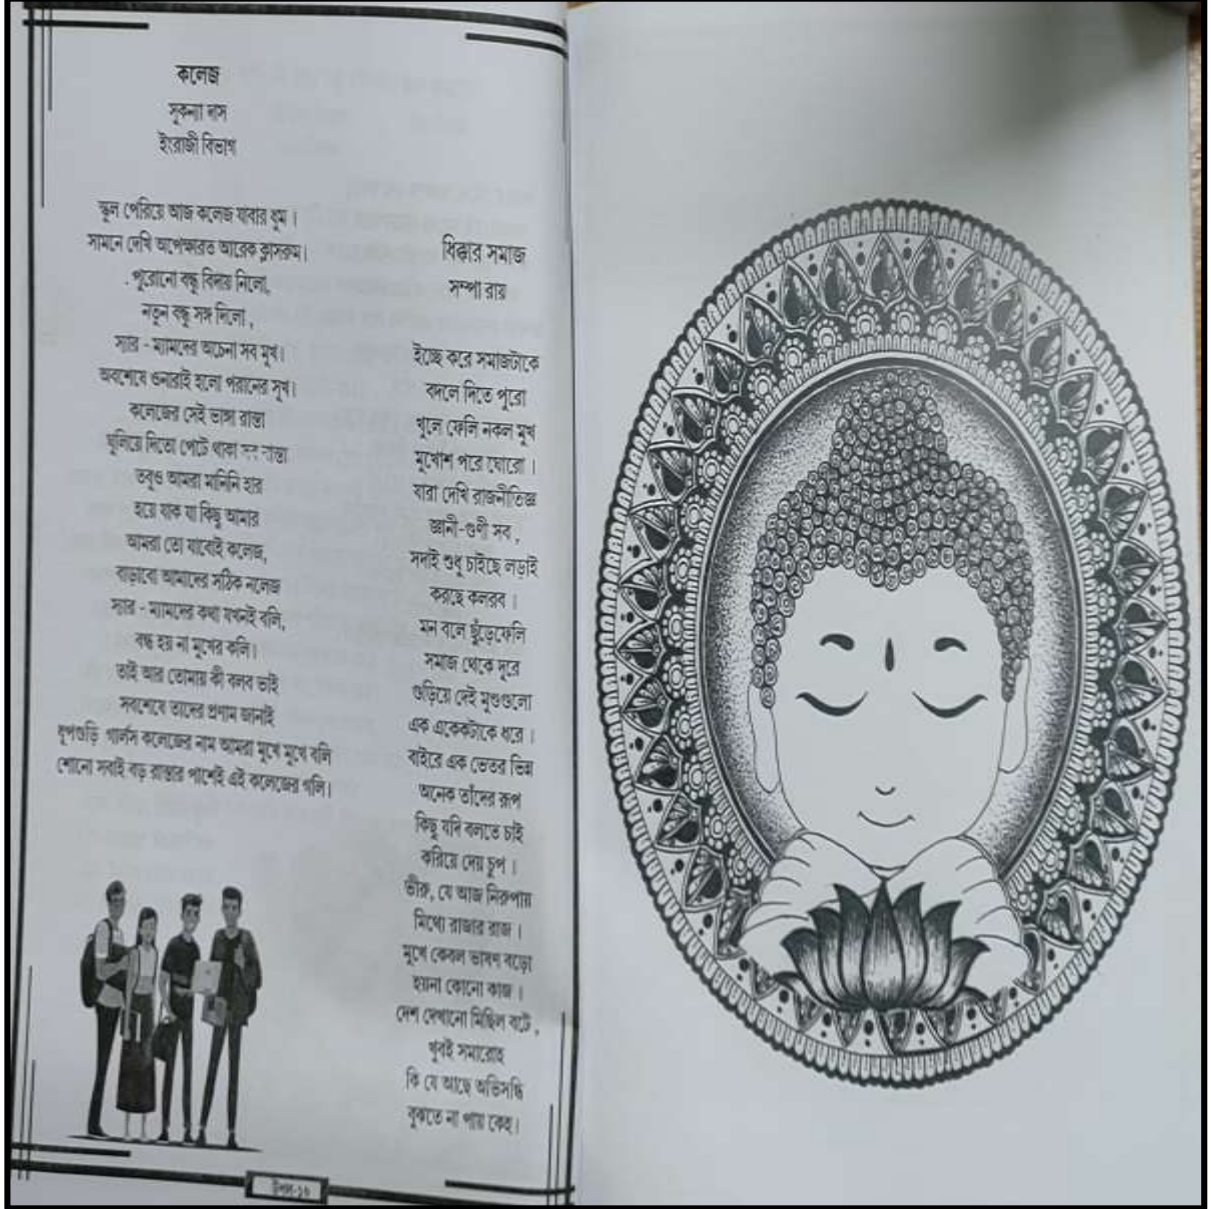 কলেজ
সুকন্যা দাস
ইংরাজী বিভাগ
স্কুল পেরিয়ে আজ কলেজ যাবার ধুম।
সামনে দেখি অপেক্ষারত আরেক ক্লাসরুম।
. পুরোনো বন্ধু বিদায় নিলো,
নতুন বন্ধু সঙ্গ দিলো ,
স্যার - ম্যামদের অচেনা সব মুখ।
অবশেষে ওনারাই হলো পরানের সুখ।
কলেজের সেই ভাঙ্গা রাস্তা
ঘুলিয়ে দিতো পেটে থাকা
তবুও আমরা মানিনি হার
হয়ে যাক যা কিছু আমার
আমরা তো যাবোই কলেজ,
বাড়াবো আমাদের সঠিক নলেজ
স্যার - ম্যামদের কথা যখনই বলি,
বন্ধ হয় না মুখের কলি।
তাই আর তোমায় কী বলব ভাই
সবশেষে তাদের প্রণাম জানাই
ধূপগুড়ি গার্লস কলেজের নাম আমরা মুখে মুখে বলি
শোনো সবাই বড় রাস্তার পাশেই এই কলেজের গলি।
ধিক্কার সমাজ
সম্পা রায়
ইচ্ছে করে সমাজটাকে
বদলে দিতে পুরো
খুলে ফেলি নকল মুখ
মুখোশ পরে ঘোরো।
যারা দেখি রাজনীতিজ্ঞ
জ্ঞানী-গুণী সব ,
সদাই শুধু চাইছে লড়াই
করছে কলরব।
মন বলে ছুঁড়েফেলি
সমাজ থেকে দূরে
গুড়িয়ে দেই মুণ্ডগুলো
এক একেকটাকে ধরে।
বাইরে এক ভেতর ভিন্ন
অনেক তাঁদের রূপ
কিছু যদি বলতে চাই
করিয়ে দেয় চুপ।
ভীরু, যে আজ নিরুপায়
মিথ্যে রাজার রাজ।
মুখে কেবল ভাষণ বড়ো
হয়না কোনো কাজ।
দেশ দেখানো মিছিল বটে ,
খুবই সমারোহ
কি যে আছে অভিসন্ধি
বুঝতে না পায় কেহ।